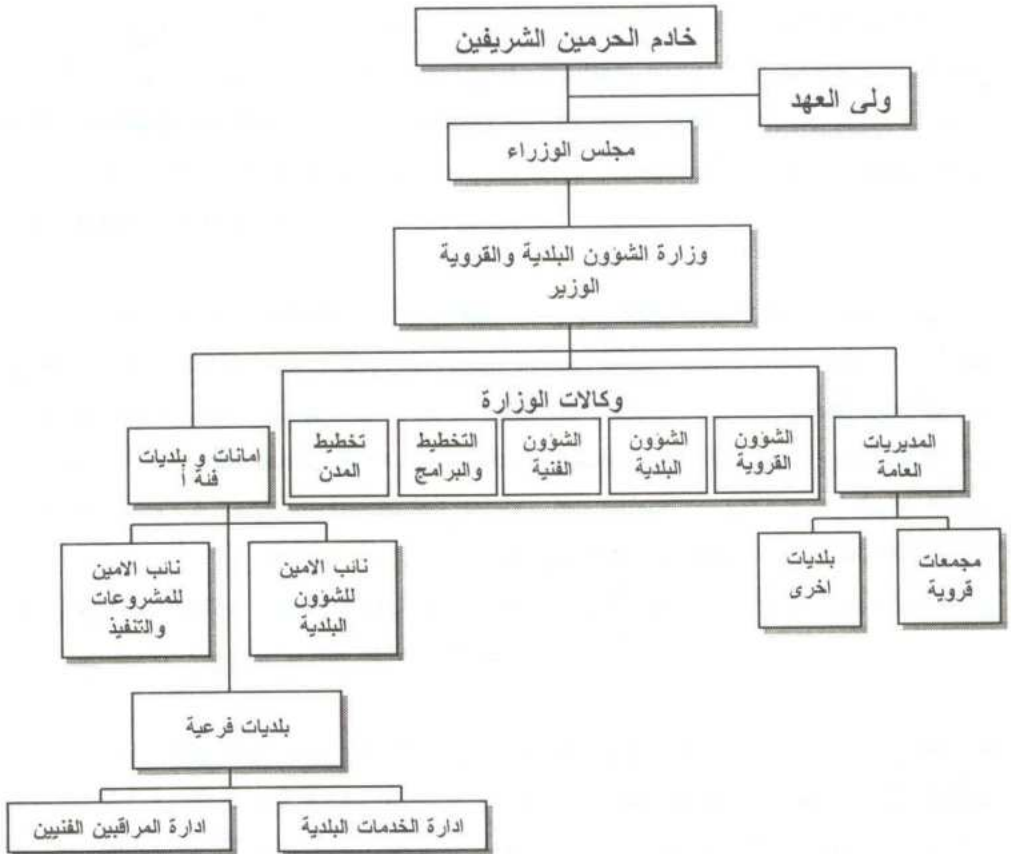 خادم الحرمين الشريفين
ولى العهد
مجلس الوزراء
وزارة الشؤون البلدية والقروية
الوزير
وكالات الوزارة
المديريات
العامة
الشؤون
القروية
الشؤون
البلدية
الشؤون
الفنية
التخطيط
والبرامج
تخطيط
المدن
امانات و بلديات
فئة أ
مجمعات
قروية
بلديات
اخرى
نائب الامين
للشؤون
البلدية
نائب الامين
للمشروعات
والتنفيذ
بلديات فرعية
ادارة الخدمات البلدية
ادارة المراقبين الفنيين